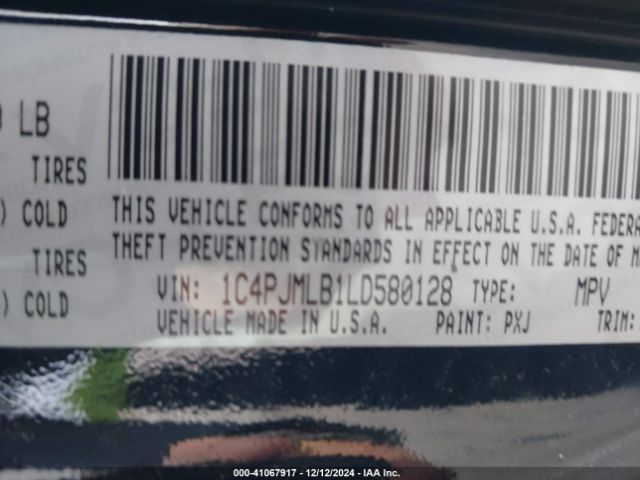 LB
TIRES
) COLD
TIRES
) COLD
THIS VEHICLE CONFORMS TO ALL APPLICABLE U.S.A. FEDERA
THEFT PREVENTION STANDARDS IN EFFECT ON THE DATE OF M
VIN: 1C4PJMLB1LD580128 TYPE: MPV
VEHICLE MADE IN U.S.A. PAINT: PXJ TRIM:
000-41067917 - 12/12/2024 - IAA Inc.